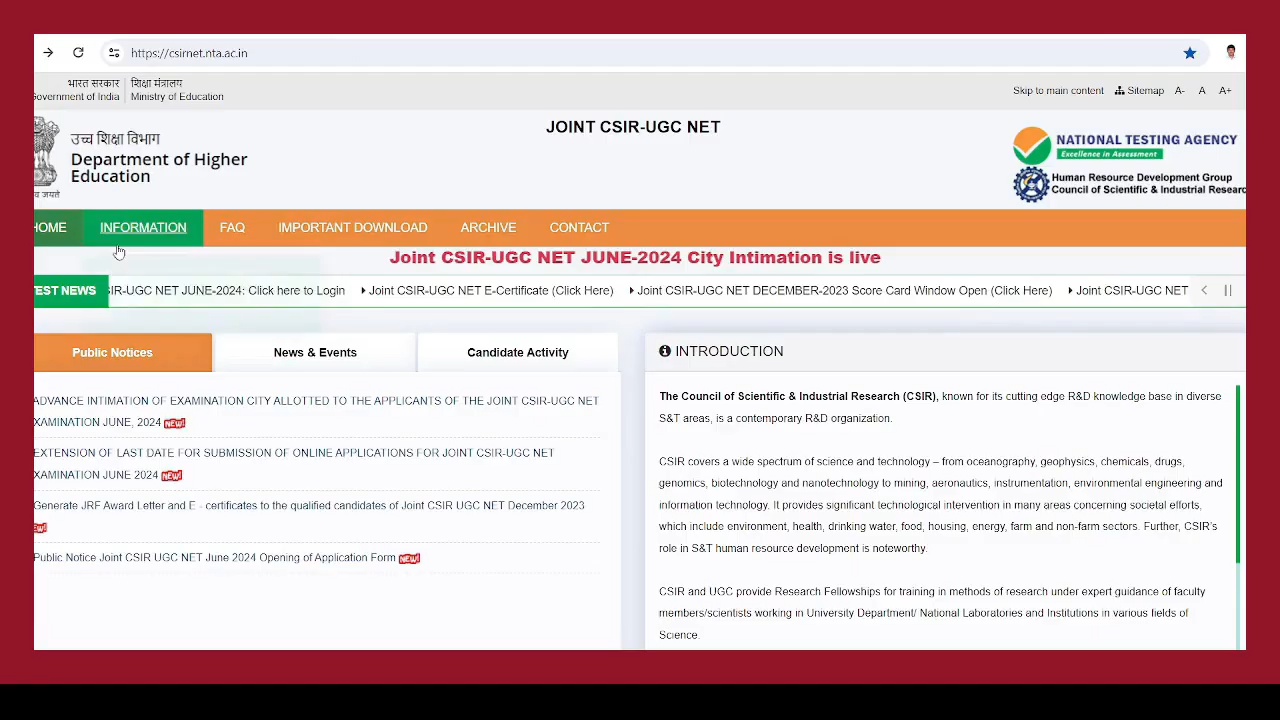 https://csirnet.nta.ac.in
भारत सरकार शिक्षा मंत्रालय
Government of India Ministry of Education
Skip to main content Sitemap A- A A+
उच्च शिक्षा विभाग
Department of Higher
Education
JOINT CSIR-UGC NET
NATIONAL TESTING AGENCY
Excellence in Assessment
Human Resource Development Group
Council of Scientific & Industrial Researc
HOME INFORMATION FAQ IMPORTANT DOWNLOAD ARCHIVE CONTACT
Joint CSIR-UGC NET JUNE-2024 City Intimation is live
TEST NEWS IR-UGC NET JUNE-2024: Click here to Login Joint CSIR-UGC NET E-Certificate (Click Here) Joint CSIR-UGC NET DECEMBER-2023 Score Card Window Open (Click Here) Joint CSIR-UGC NET
Public Notices News & Events Candidate Activity
ADVANCE INTIMATION OF EXAMINATION CITY ALLOTTED TO THE APPLICANTS OF THE JOINT CSIR-UGC NET
XAMINATION JUNE, 2024 NEW!
EXTENSION OF LAST DATE FOR SUBMISSION OF ONLINE APPLICATIONS FOR JOINT CSIR-UGC NET
XAMINATION JUNE 2024 NEW!
Generate JRF Award Letter and E - certificates to the qualified candidates of Joint CSIR UGC NET December 2023
NEW!
Public Notice Joint CSIR UGC NET June 2024 Opening of Application Form NEW!
INTRODUCTION
The Council of Scientific & Industrial Research (CSIR), known for its cutting edge R&D knowledge base in diverse
S&T areas, is a contemporary R&D organization.
CSIR covers a wide spectrum of science and technology – from oceanography, geophysics, chemicals, drugs,
genomics, biotechnology and nanotechnology to mining, aeronautics, instrumentation, environmental engineering and
information technology. It provides significant technological intervention in many areas concerning societal efforts,
which include environment, health, drinking water, food, housing, energy, farm and non-farm sectors. Further, CSIR's
role in S&T human resource development is noteworthy.
CSIR and UGC provide Research Fellowships for training in methods of research under expert guidance of faculty
members/scientists working in University Department/ National Laboratories and Institutions in various fields of
Science.